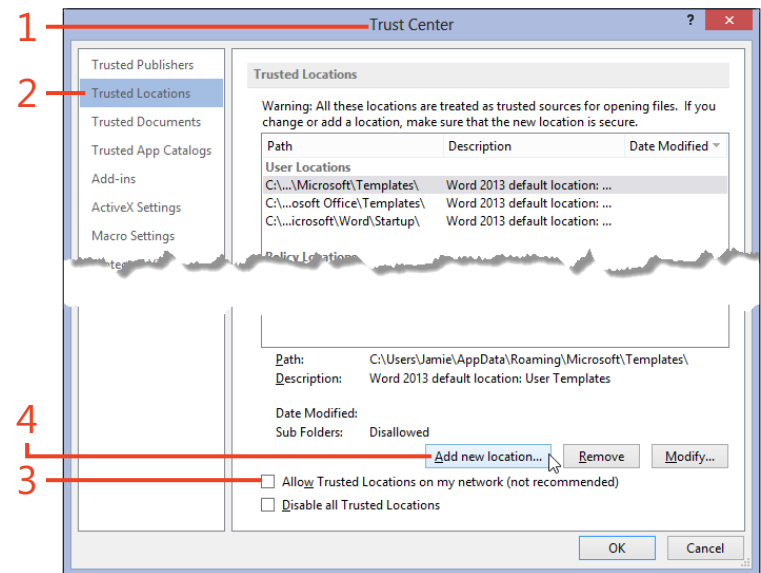 1
Trust Center
?
×
2
Trusted Publishers
Trusted Locations
Trusted Documents
Trusted App Catalogs
Add-ins
ActiveX Settings
Macro Settings
Trusted Locations
Warning: All these locations are treated as trusted sources for opening files. If you
change or add a location, make sure that the new location is secure.
Path Description Date Modified
User Locations
C:\...\Microsoft\Templates\ Word 2013 default location: ...
C:\...osoft Office\Templates\ Word 2013 default location: ...
C:\...icrosoft\Word\Startup\ Word 2013 default location: ...
Policy Locations
Path: C:\Users\Jamie\AppData\Roaming\Microsoft\Templates\
Description: Word 2013 default location: User Templates
Date Modified:
Sub Folders: Disallowed
4
Add new location... Remove Modify...
3
Allow Trusted Locations on my network (not recommended)
Disable all Trusted Locations
OK Cancel